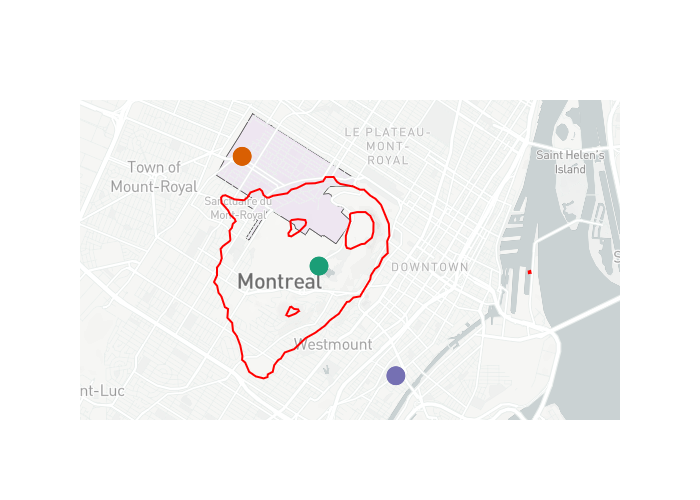 LE PLATEAU-
MONT-
ROYAL
Saint Helen's
Island
Town of
Mount-Royal
Sanctuaire du
Mont-Royal
DOWNTOWN
Montreal
Westmount
nt-Luc
S